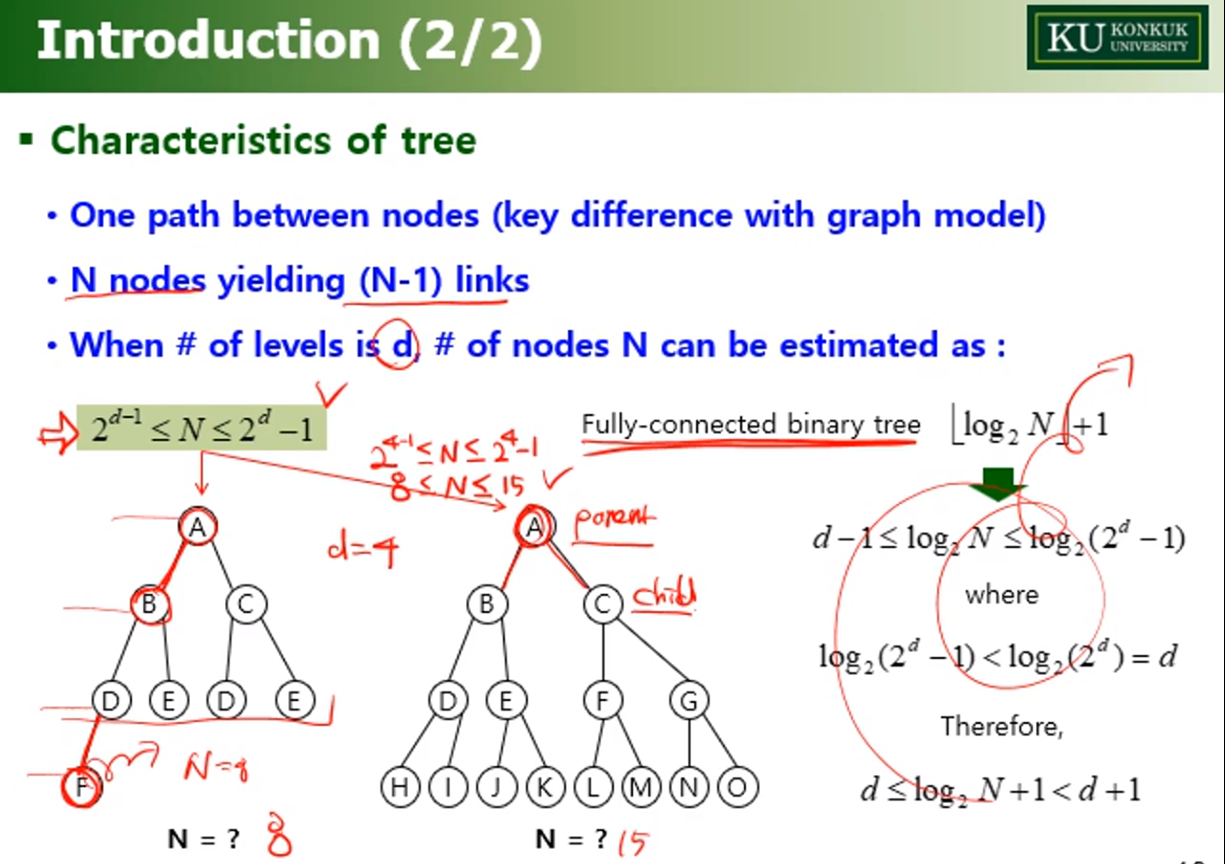 Introduction (2/2)
KU KONKUK UNIVERSITY
▪ Characteristics of tree
• One path between nodes (key difference with graph model)
• N nodes yielding (N-1) links
• When # of levels is d, # of nodes N can be estimated as :
2^{d-1} ≤ N ≤ 2^d − 1
2^{4-1} ≤ N ≤ 2^4-1
8 ≤ N ≤ 15
Fully-connected binary tree ⌊log₂ N⌋+1
d=4
A
B C
D E D E
F
N=8
N = ? 8
A parent
B C child
D E F G
H I J K L M N O
N = ? 15
d − 1 ≤ log₂ N ≤ log₂(2^d − 1)
where
log₂(2^d − 1) < log₂(2^d) = d
Therefore,
d ≤ log₂ N + 1 < d + 1